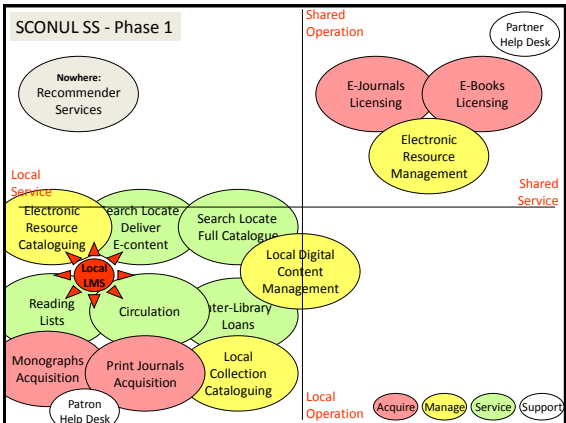 SCONUL SS - Phase 1
Shared
Operation
Partner
Help Desk
Nowhere:
Recommender
Services
E-Journals
Licensing
E-Books
Licensing
Electronic
Resource
Management
Local
Service
Shared
Service
Electronic
Resource
Cataloguing
earch Locate
Deliver
E-content
Search Locate
Full Catalogue
Local Digital
Content
Management
Local
LMS
Reading
Lists
Circulation
nter-Library
Loans
Monographs
Acquisition
Print Journals
Acquisition
Local
Collection
Cataloguing
Patron
Help Desk
Local
Operation
Acquire
Manage
Service
Support